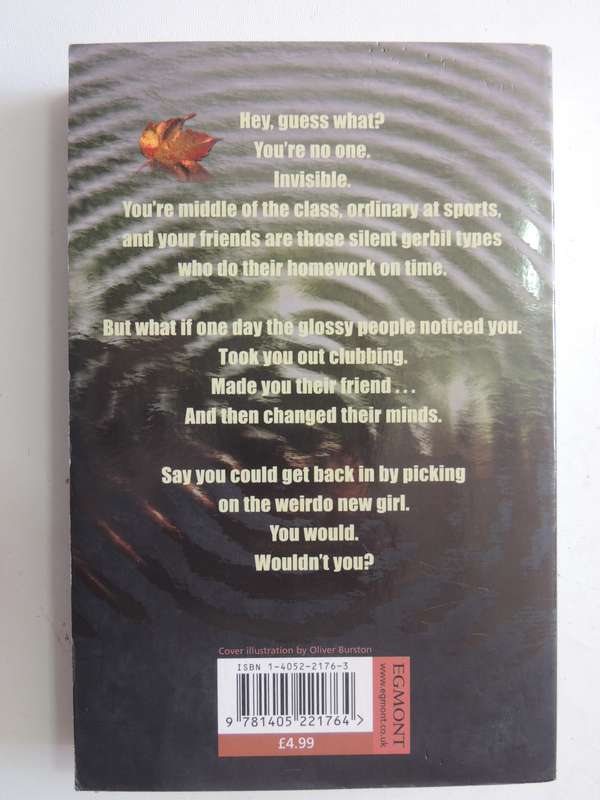 Hey, guess what?
You're no one.
Invisible.
You're middle of the class, ordinary at sports,
and your friends are those silent gerbil types
who do their homework on time.
But what if one day the glossy people noticed you.
Took you out clubbing.
Made you their friend . . .
And then changed their minds.
Say you could get back in by picking
on the weirdo new girl.
You would.
Wouldn't you?
Cover illustration by Oliver Burston
ISBN 1-4052-2176-3
9 781405 221764 >
£4.99
EGMONT
www.egmont.co.uk